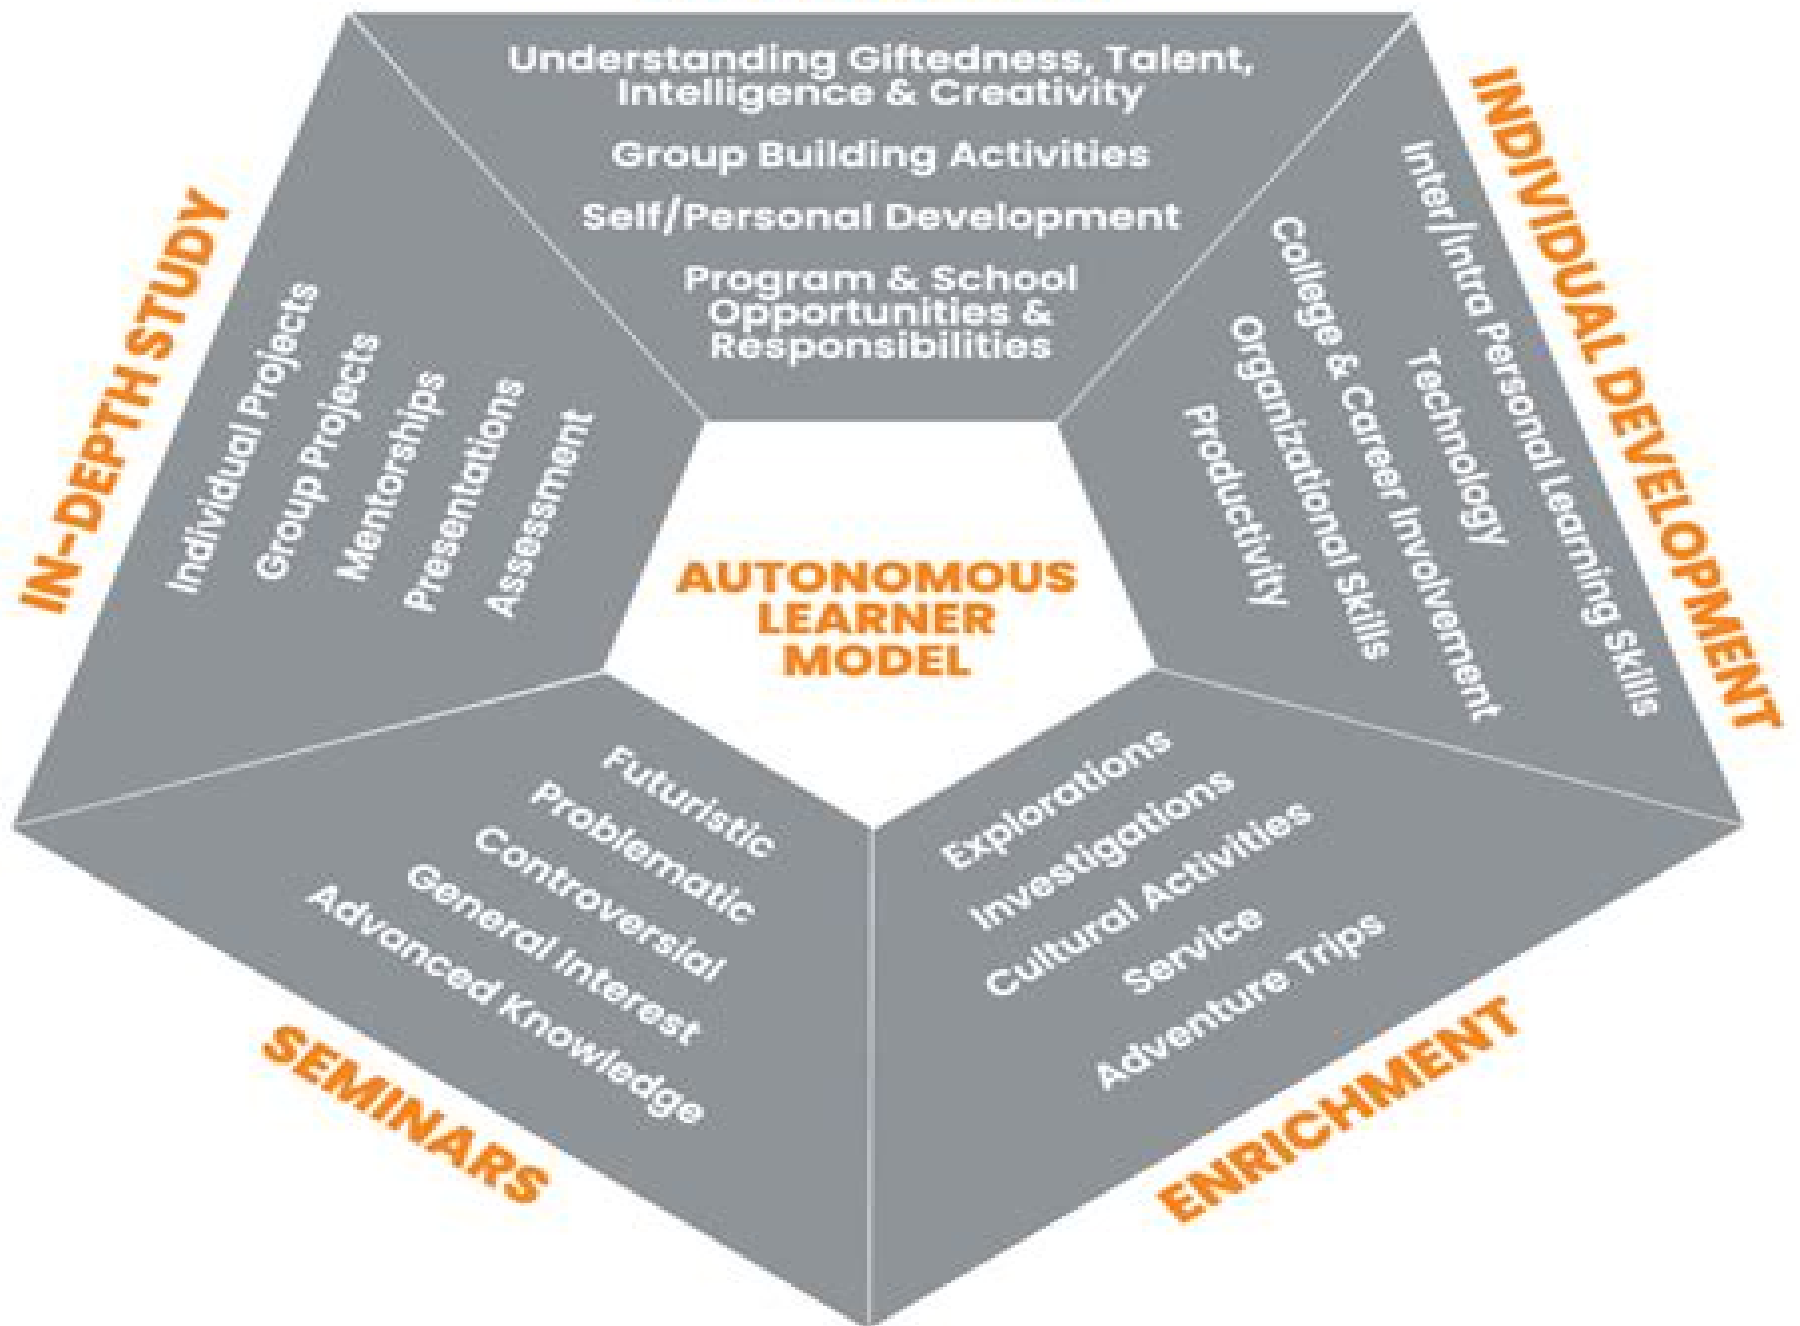 Understanding Giftedness, Talent,
Intelligence & Creativity
Group Building Activities
Self/Personal Development
Program & School
Opportunities &
Responsibilities
INDIVIDUAL DEVELOPMENT
Inter/Intra Personal Learning Skills
Technology
College & Career Involvement
Organizational Skills
Productivity
IN-DEPTH STUDY
Individual Projects
Group Projects
Mentorships
Presentations
Assessment
AUTONOMOUS
LEARNER
MODEL
Futuristic
Problematic
Controversial
General Interest
Advanced Knowledge
SEMINARS
Explorations
Investigations
Cultural Activities
Service
Adventure Trips
ENRICHMENT